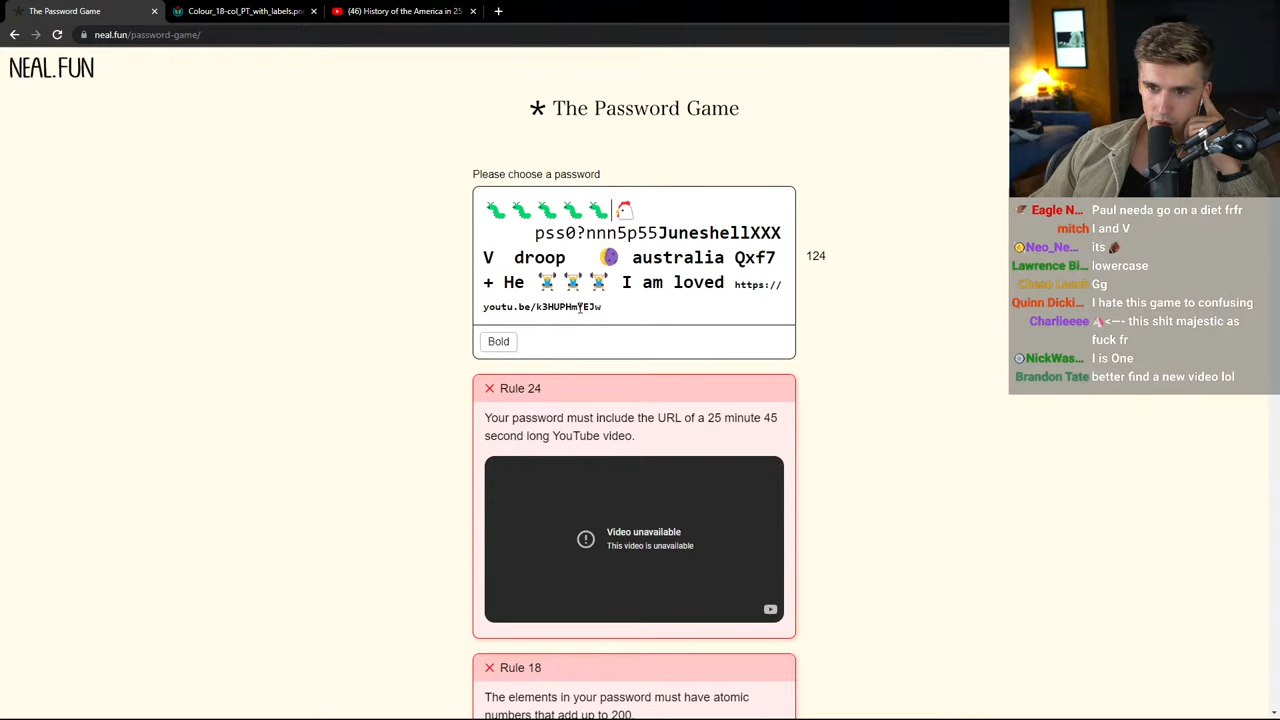 The Password Game
Colour_18-col_PT_with_labels.pn
(46) History of the America in 25
neal.fun/password-game/
NEAL.FUN
* The Password Game
Please choose a password
🐛🐛🐛🐛🐛🐔
pss0?nnn5p55JuneshellXXX
V droop 🌘 australia Qxf7
+ He 🏋️‍♂️🏋️‍♂️🏋️‍♂️ I am loved https://
youtu.be/k3HUPHmYEJw
124
Bold
Rule 24
Your password must include the URL of a 25 minute 45
second long YouTube video.
Video unavailable
This video is unavailable
Rule 18
The elements in your password must have atomic
numbers that add up to 200.
Eagle N... Paul needa go on a diet frfr
mitch I and V
Neo_Ne... its
Lawrence Bi... lowercase
Gg
Quinn Dicki... I hate this game to confusing
Charlieeee 🦄<—- this shit majestic as
fuck fr
NickWas... I is One
Brandon Tate better find a new video lol